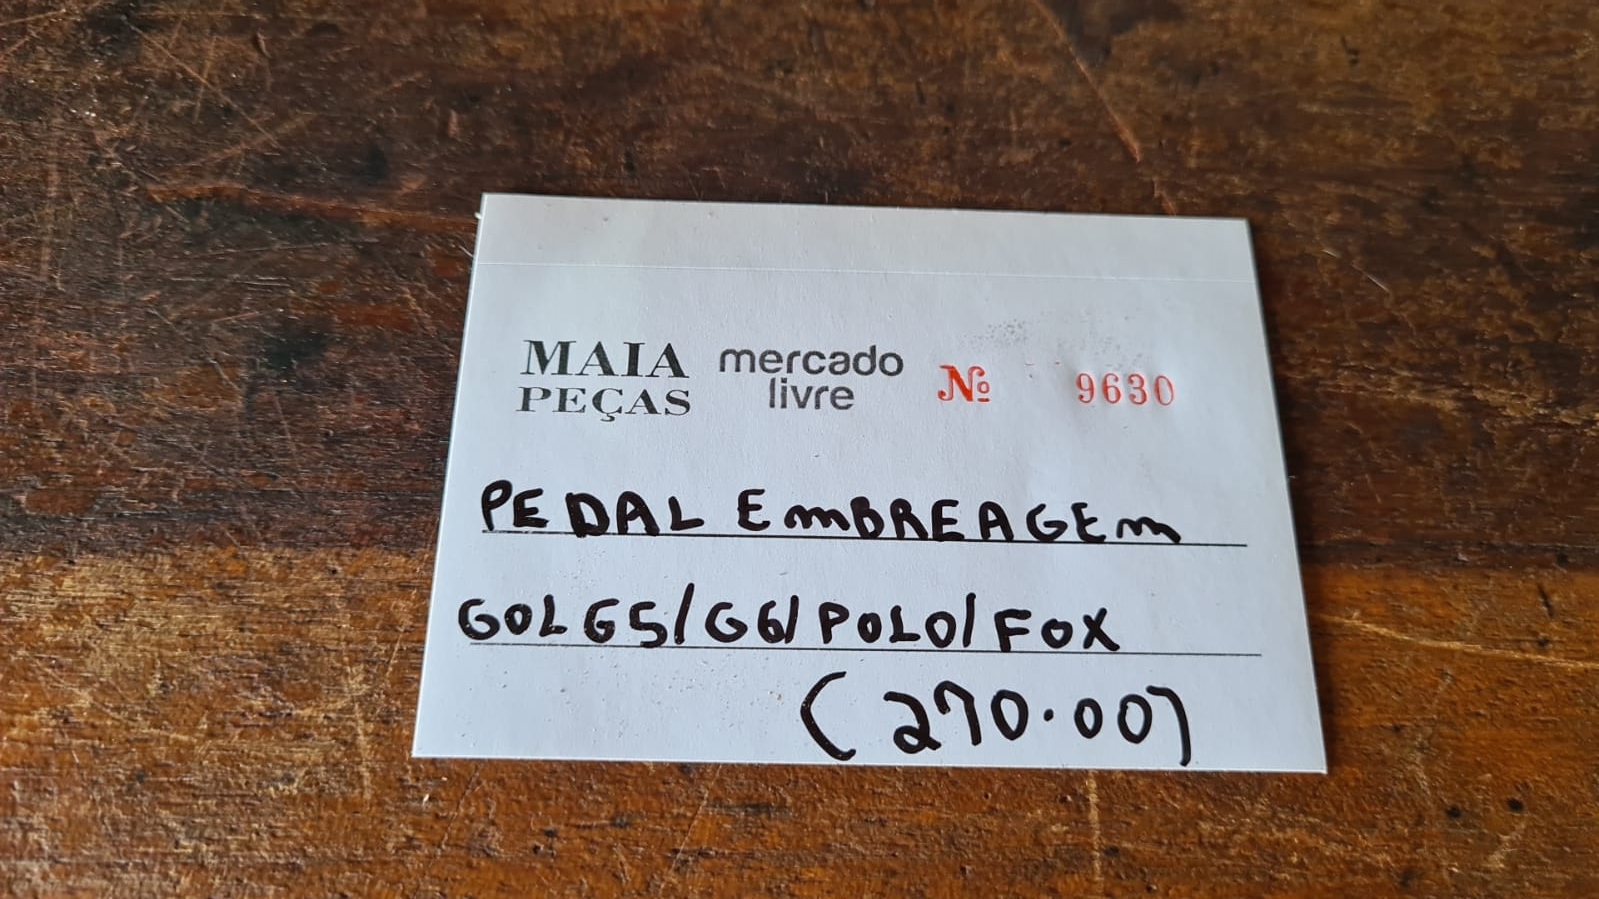 MAIA PEÇAS mercado livre Nº 9630
PEDAL EMBREAGEM
GOL G5/G6/POLO/FOX
(270.00)